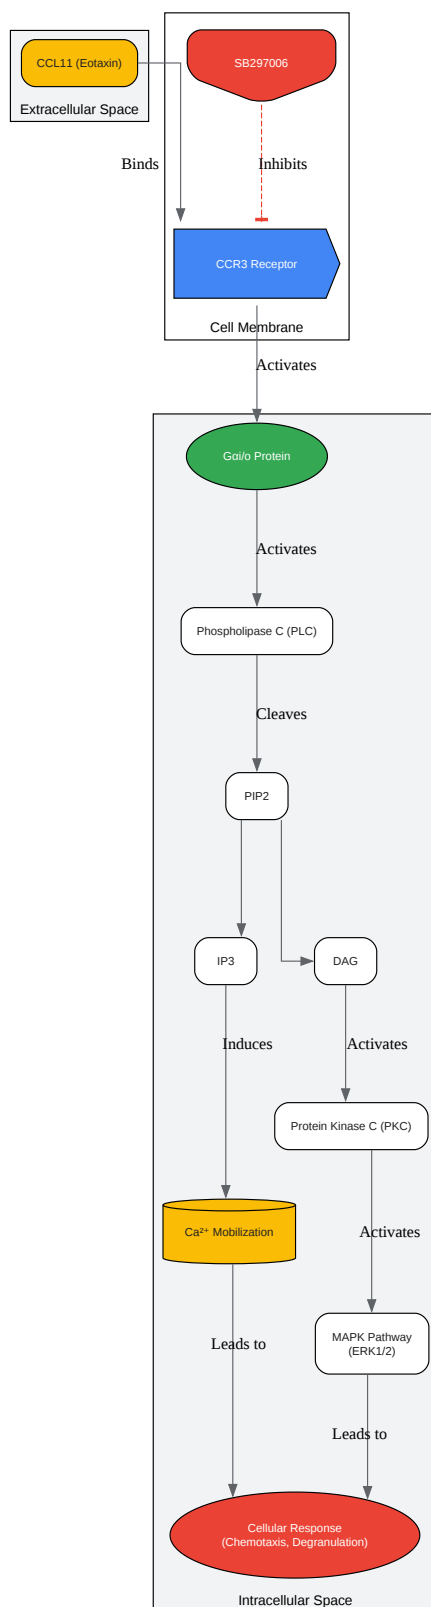 CCL11 (Eotaxin)
Extracellular Space
SB297006
Binds
Inhibits
CCR3 Receptor
Cell Membrane
Activates
Gαi/o Protein
Activates
Phospholipase C (PLC)
Cleaves
PIP2
IP3
DAG
Induces
Activates
Protein Kinase C (PKC)
Ca²⁺ Mobilization
Activates
MAPK Pathway
(ERK1/2)
Leads to
Leads to
Cellular Response
(Chemotaxis, Degranulation)
Intracellular Space